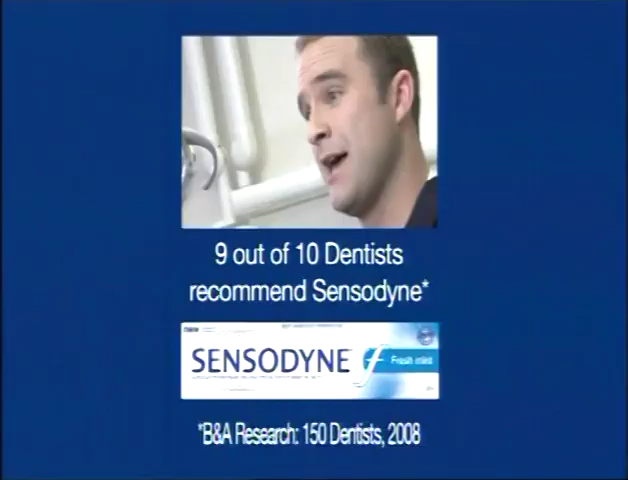 9 out of 10 Dentists
recommend Sensodyne*
SENSODYNE
Fresh mint
*B&A Research: 150 Dentists, 2008